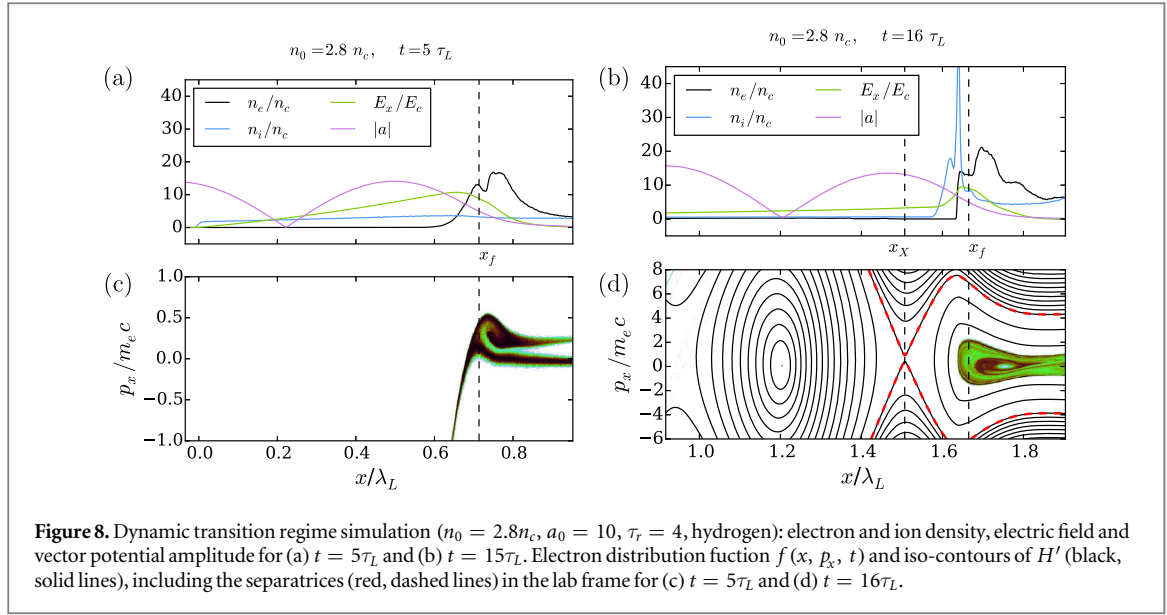 n₀ =2.8 n_c, t=5 τ_L
n₀ =2.8 n_c, t=16 τ_L
(a)
(b)
n_e/n_c
E_x/E_c
n_i/n_c
|a|
n_e/n_c
E_x/E_c
n_i/n_c
|a|
40
30
20
10
0
40
30
20
10
0
x_f
x_X
x_f
(c)
(d)
p_x/m_e c
1.0
0.5
0.0
−0.5
−1.0
p_x/m_e c
8
6
4
2
0
−2
−4
−6
0.0 0.2 0.4 0.6 0.8
1.0 1.2 1.4 1.6 1.8
x/λ_L
x/λ_L
Figure 8. Dynamic transition regime simulation (n₀ = 2.8n_c, a₀ = 10, τ_r = 4, hydrogen): electron and ion density, electric field and
vector potential amplitude for (a) t = 5τ_L and (b) t = 15τ_L. Electron distribution fuction f (x, p_x, t) and iso-contours of H′ (black,
solid lines), including the separatrices (red, dashed lines) in the lab frame for (c) t = 5τ_L and (d) t = 16τ_L.